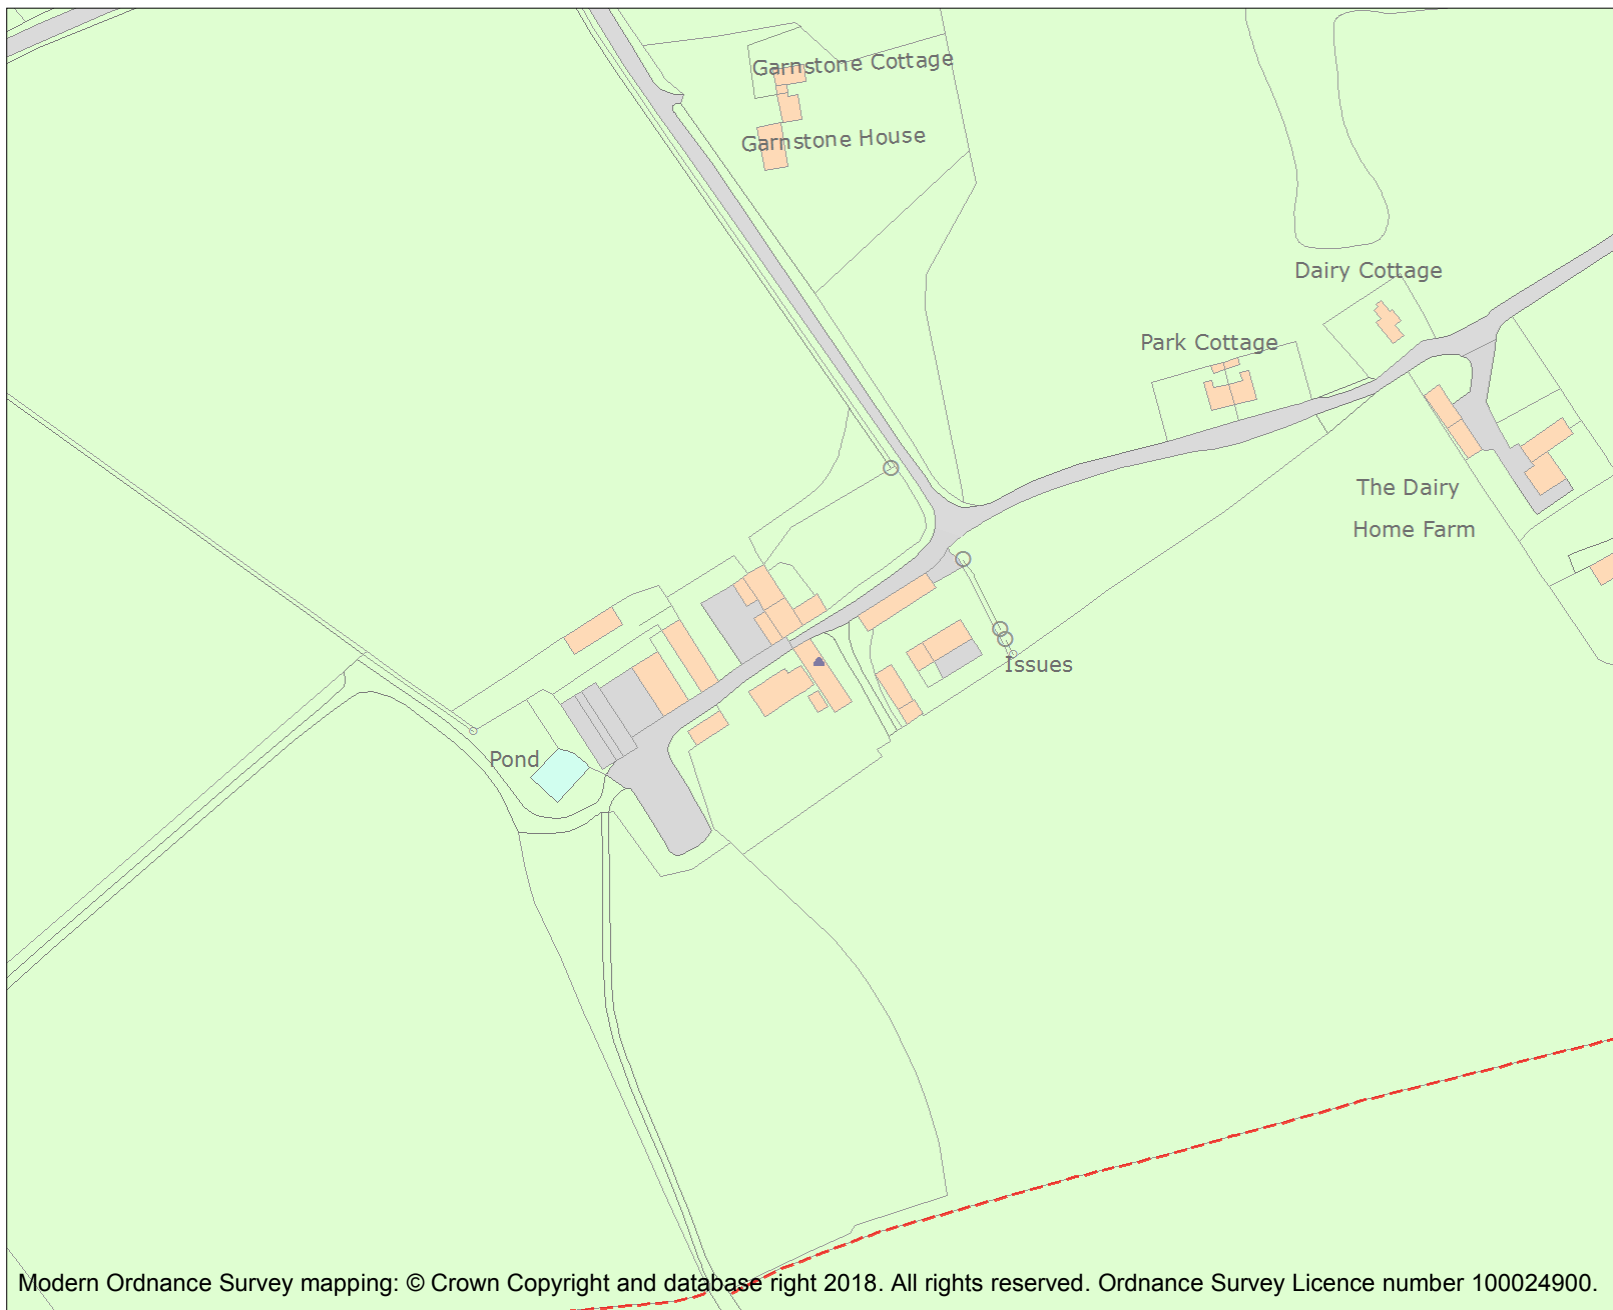 Garnstone Cottage
Garnstone House
Dairy Cottage
Park Cottage
The Dairy
Home Farm
Issues
Pond
Modern Ordnance Survey mapping: © Crown Copyright and database right 2018. All rights reserved. Ordnance Survey Licence number 100024900.